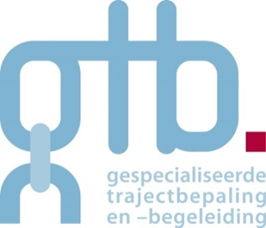 gtb.
gespecialiseerde
trajectbepaling
en –begeleiding